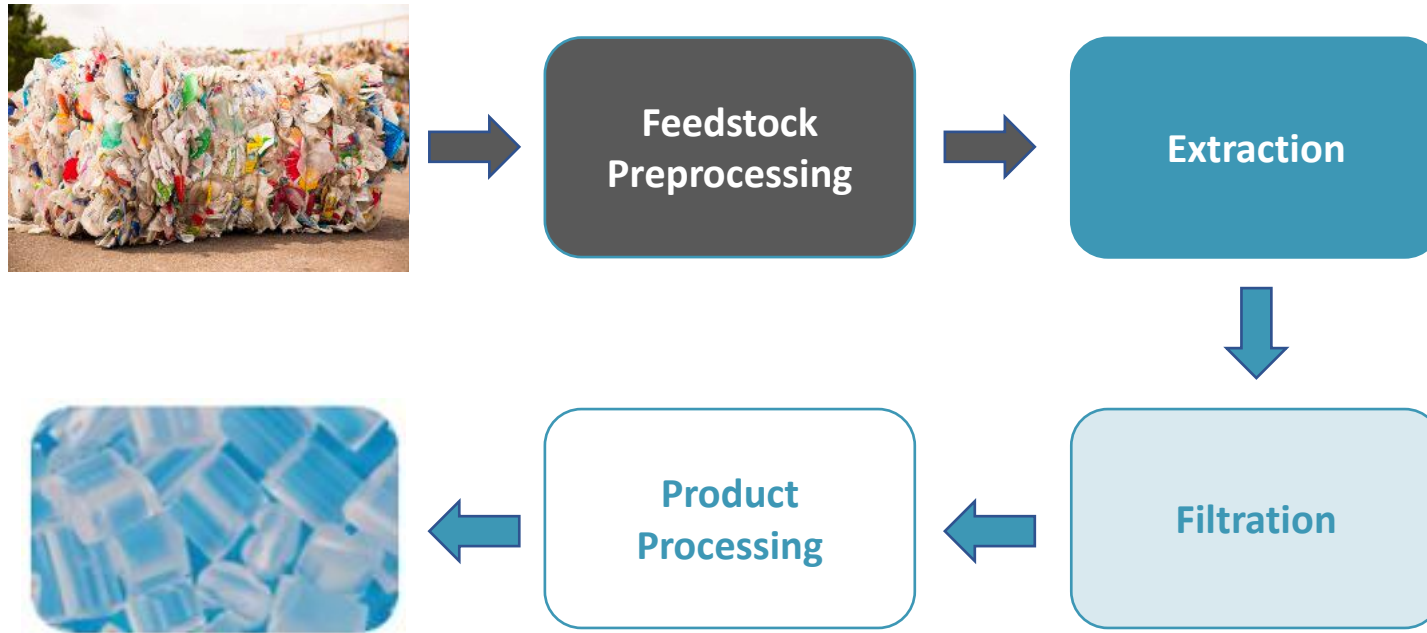 Feedstock
Preprocessing
Extraction
Product
Processing
Filtration